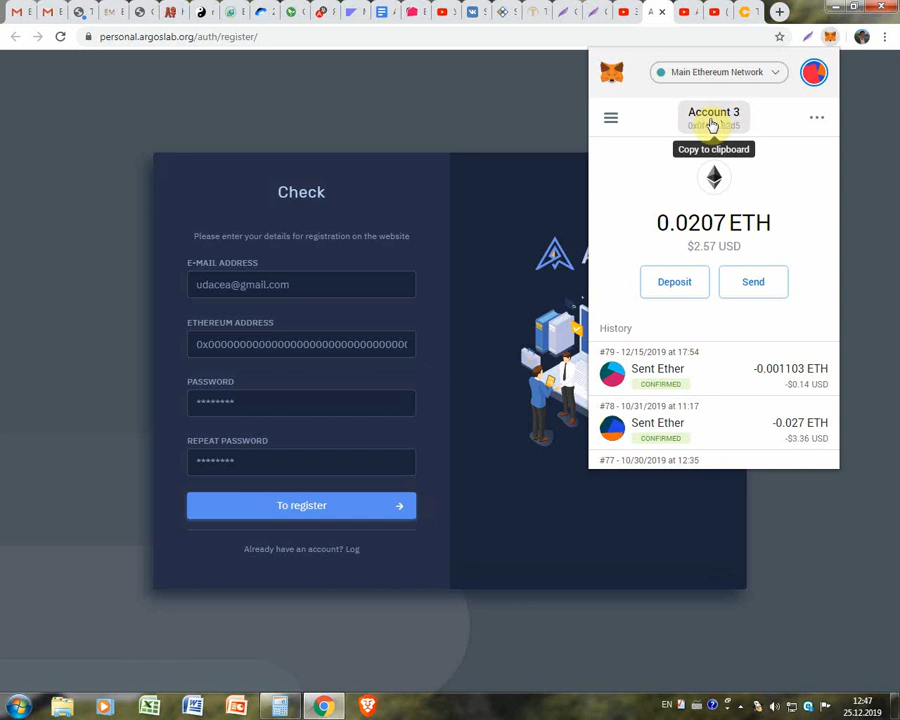 personal.argoslab.org/auth/register/
Main Ethereum Network
Account 3
Copy to clipboard
0.0207 ETH
$2.57 USD
Deposit
Send
History
#79 - 12/15/2019 at 17:54
Sent Ether
-0.001103 ETH
CONFIRMED
-$0.14 USD
#78 - 10/31/2019 at 11:17
Sent Ether
-0.027 ETH
CONFIRMED
-$3.36 USD
#77 - 10/30/2019 at 12:35
Check
Please enter your details for registration on the website
E-MAIL ADDRESS
udacea@gmail.com
ETHEREUM ADDRESS
PASSWORD
********
REPEAT PASSWORD
********
To register
Already have an account? Log
EN
12:47
25.12.2019